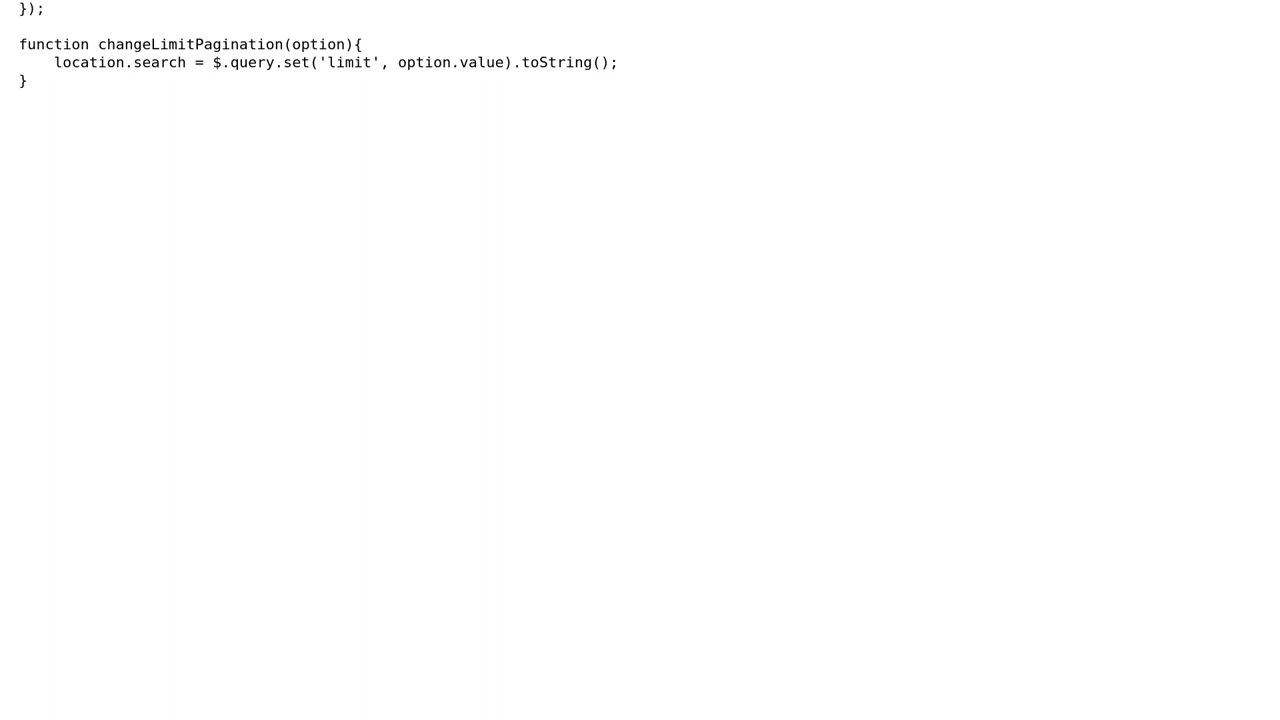 });

function changeLimitPagination(option){
    location.search = $.query.set('limit', option.value).toString();
}